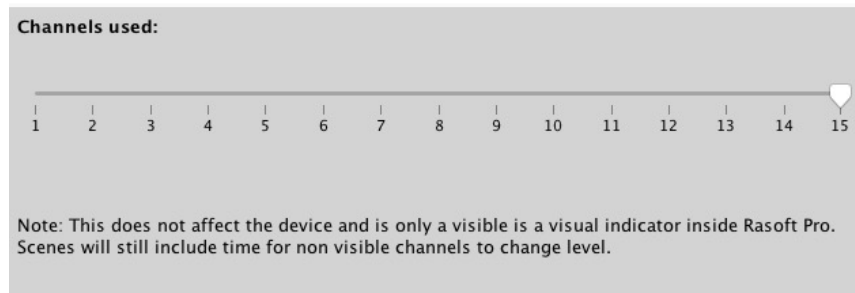 Channels used:
1 2 3 4 5 6 7 8 9 10 11 12 13 14 15
Note: This does not affect the device and is only a visible is a visual indicator inside Rasoft Pro.
Scenes will still include time for non visible channels to change level.